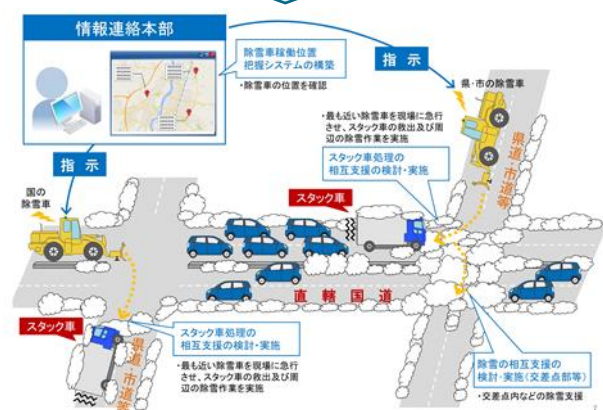 情報連絡本部
除雪車稼働位置
把握システムの構築
・除雪車の位置を確認
指 示
県・市の除雪車
・最も近い除雪車を現場に急行
させ、スタック車の救出及び周
辺の除雪作業を実施
スタック車処理の
相互支援の検討・実施
県道・市道等
指 示
国の
除雪車
スタック車
直 轄 国 道
スタック車
スタック車処理の
相互支援の検討・実施
・最も近い除雪車を現場に急行
させ、スタック車の救出及び周
辺の除雪作業を実施
県道・市道等
除雪の相互支援の
検討・実施(交差点部等)
・交差点内などの除雪支援